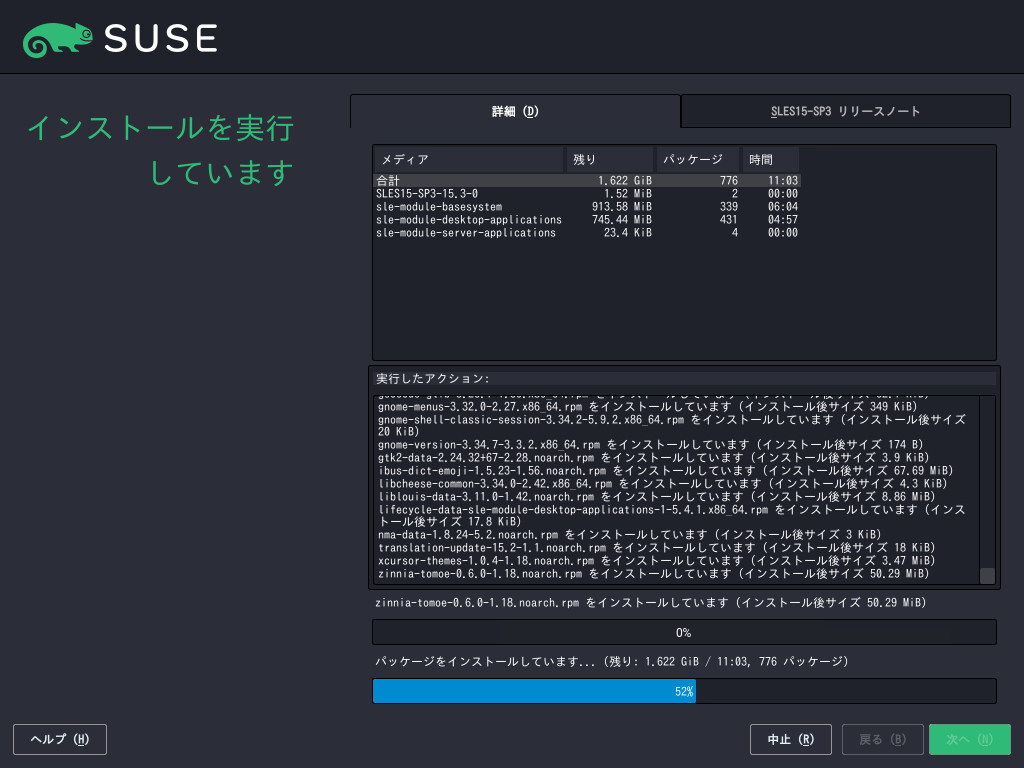 SUSE
インストールを実行
しています
詳細 (D)
SLES15-SP3 リリースノート
メディア 残り パッケージ 時間
合計 1.622 GiB 776 11:03
SLES15-SP3-15.3-0 1.52 MiB 2 00:00
sle-module-basesystem 913.58 MiB 339 06:04
sle-module-desktop-applications 745.44 MiB 431 04:57
sle-module-server-applications 23.4 KiB 4 00:00
実行したアクション:
gnome-menus-3.32.0-2.27.x86_64.rpm をインストールしています (インストール後サイズ 349 KiB)
gnome-shell-classic-session-3.34.2-5.9.2.x86_64.rpm をインストールしています (インストール後サイズ
20 KiB)
gnome-version-3.34.7-3.3.2.x86_64.rpm をインストールしています (インストール後サイズ 174 B)
gtk2-data-2.24.32+67-2.28.noarch.rpm をインストールしています (インストール後サイズ 3.9 KiB)
ibus-dict-emoji-1.5.23-1.56.noarch.rpm をインストールしています (インストール後サイズ 67.69 MiB)
libcheese-common-3.34.0-2.42.x86_64.rpm をインストールしています (インストール後サイズ 4.3 KiB)
liblouis-data-3.11.0-1.42.noarch.rpm をインストールしています (インストール後サイズ 8.86 MiB)
lifecycle-data-sle-module-desktop-applications-1-5.4.1.x86_64.rpm をインストールしています (インス
トール後サイズ 17.8 KiB)
nma-data-1.8.24-5.2.noarch.rpm をインストールしています (インストール後サイズ 3 KiB)
translation-update-15.2-1.1.noarch.rpm をインストールしています (インストール後サイズ 18 KiB)
xcursor-themes-1.0.4-1.18.noarch.rpm をインストールしています (インストール後サイズ 3.47 MiB)
zinnia-tomoe-0.6.0-1.18.noarch.rpm をインストールしています (インストール後サイズ 50.29 MiB)
zinnia-tomoe-0.6.0-1.18.noarch.rpm をインストールしています (インストール後サイズ 50.29 MiB)
0%
パッケージをインストールしています... (残り: 1.622 GiB / 11:03, 776 パッケージ)
52%
ヘルプ (H)
中止 (R)
戻る (B)
次へ (N)